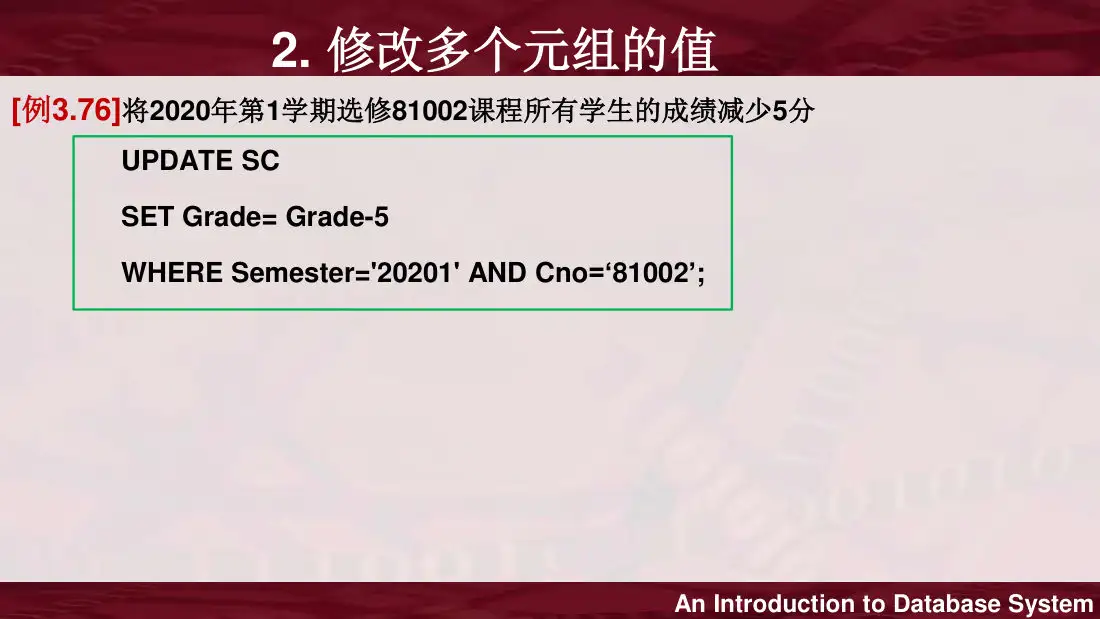 2. 修改多个元组的值
[例3.76]将2020年第1学期选修81002课程所有学生的成绩减少5分
UPDATE SC
SET Grade= Grade-5
WHERE Semester='20201' AND Cno=‘81002’;
An Introduction to Database System